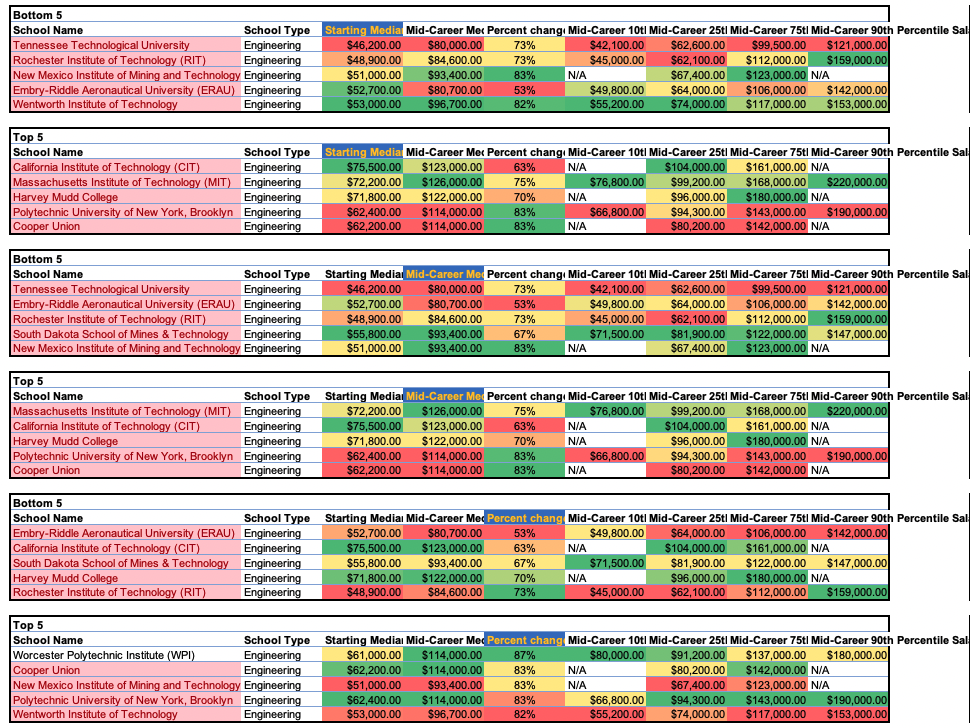 Bottom 5
School Name School Type Starting Media Mid-Career Med Percent chang Mid-Career 10t Mid-Career 25t Mid-Career 75t Mid-Career 90th Percentile Sal
Tennessee Technological University Engineering $46,200.00 $80,000.00 73% $42,100.00 $62,600.00 $99,500.00 $121,000.00
Rochester Institute of Technology (RIT) Engineering $48,900.00 $84,600.00 73% $45,000.00 $62,100.00 $112,000.00 $159,000.00
New Mexico Institute of Mining and Technology Engineering $51,000.00 $93,400.00 83% N/A $67,400.00 $123,000.00 N/A
Embry-Riddle Aeronautical University (ERAU) Engineering $52,700.00 $80,700.00 53% $49,800.00 $64,000.00 $106,000.00 $142,000.00
Wentworth Institute of Technology Engineering $53,000.00 $96,700.00 82% $55,200.00 $74,000.00 $117,000.00 $153,000.00
Top 5
School Name School Type Starting Media Mid-Career Med Percent chang Mid-Career 10t Mid-Career 25t Mid-Career 75t Mid-Career 90th Percentile Sal
California Institute of Technology (CIT) Engineering $75,500.00 $123,000.00 63% N/A $104,000.00 $161,000.00 N/A
Massachusetts Institute of Technology (MIT) Engineering $72,200.00 $126,000.00 75% $76,800.00 $99,200.00 $168,000.00 $220,000.00
Harvey Mudd College Engineering $71,800.00 $122,000.00 70% N/A $96,000.00 $180,000.00 N/A
Polytechnic University of New York, Brooklyn Engineering $62,400.00 $114,000.00 83% $66,800.00 $94,300.00 $143,000.00 $190,000.00
Cooper Union Engineering $62,200.00 $114,000.00 83% N/A $80,200.00 $142,000.00 N/A
Bottom 5
School Name School Type Starting Media Mid-Career Med Percent chang Mid-Career 10t Mid-Career 25t Mid-Career 75t Mid-Career 90th Percentile Sal
Tennessee Technological University Engineering $46,200.00 $80,000.00 73% $42,100.00 $62,600.00 $99,500.00 $121,000.00
Embry-Riddle Aeronautical University (ERAU) Engineering $52,700.00 $80,700.00 53% $49,800.00 $64,000.00 $106,000.00 $142,000.00
Rochester Institute of Technology (RIT) Engineering $48,900.00 $84,600.00 73% $45,000.00 $62,100.00 $112,000.00 $159,000.00
South Dakota School of Mines & Technology Engineering $55,800.00 $93,400.00 67% $71,500.00 $81,900.00 $122,000.00 $147,000.00
New Mexico Institute of Mining and Technology Engineering $51,000.00 $93,400.00 83% N/A $67,400.00 $123,000.00 N/A
Top 5
School Name School Type Starting Media Mid-Career Med Percent chang Mid-Career 10t Mid-Career 25t Mid-Career 75t Mid-Career 90th Percentile Sal
Massachusetts Institute of Technology (MIT) Engineering $72,200.00 $126,000.00 75% $76,800.00 $99,200.00 $168,000.00 $220,000.00
California Institute of Technology (CIT) Engineering $75,500.00 $123,000.00 63% N/A $104,000.00 $161,000.00 N/A
Harvey Mudd College Engineering $71,800.00 $122,000.00 70% N/A $96,000.00 $180,000.00 N/A
Polytechnic University of New York, Brooklyn Engineering $62,400.00 $114,000.00 83% $66,800.00 $94,300.00 $143,000.00 $190,000.00
Cooper Union Engineering $62,200.00 $114,000.00 83% N/A $80,200.00 $142,000.00 N/A
Bottom 5
School Name School Type Starting Media Mid-Career Med Percent chang Mid-Career 10t Mid-Career 25t Mid-Career 75t Mid-Career 90th Percentile Sal
Embry-Riddle Aeronautical University (ERAU) Engineering $52,700.00 $80,700.00 53% $49,800.00 $64,000.00 $106,000.00 $142,000.00
California Institute of Technology (CIT) Engineering $75,500.00 $123,000.00 63% N/A $104,000.00 $161,000.00 N/A
South Dakota School of Mines & Technology Engineering $55,800.00 $93,400.00 67% $71,500.00 $81,900.00 $122,000.00 $147,000.00
Harvey Mudd College Engineering $71,800.00 $122,000.00 70% N/A $96,000.00 $180,000.00 N/A
Rochester Institute of Technology (RIT) Engineering $48,900.00 $84,600.00 73% $45,000.00 $62,100.00 $112,000.00 $159,000.00
Top 5
School Name School Type Starting Media Mid-Career Med Percent chang Mid-Career 10t Mid-Career 25t Mid-Career 75t Mid-Career 90th Percentile Sal
Worcester Polytechnic Institute (WPI) Engineering $61,000.00 $114,000.00 87% $80,000.00 $91,200.00 $137,000.00 $180,000.00
Cooper Union Engineering $62,200.00 $114,000.00 83% N/A $80,200.00 $142,000.00 N/A
New Mexico Institute of Mining and Technology Engineering $51,000.00 $93,400.00 83% N/A $67,400.00 $123,000.00 N/A
Polytechnic University of New York, Brooklyn Engineering $62,400.00 $114,000.00 83% $66,800.00 $94,300.00 $143,000.00 $190,000.00
Wentworth Institute of Technology Engineering $53,000.00 $96,700.00 82% $55,200.00 $74,000.00 $117,000.00 $153,000.00